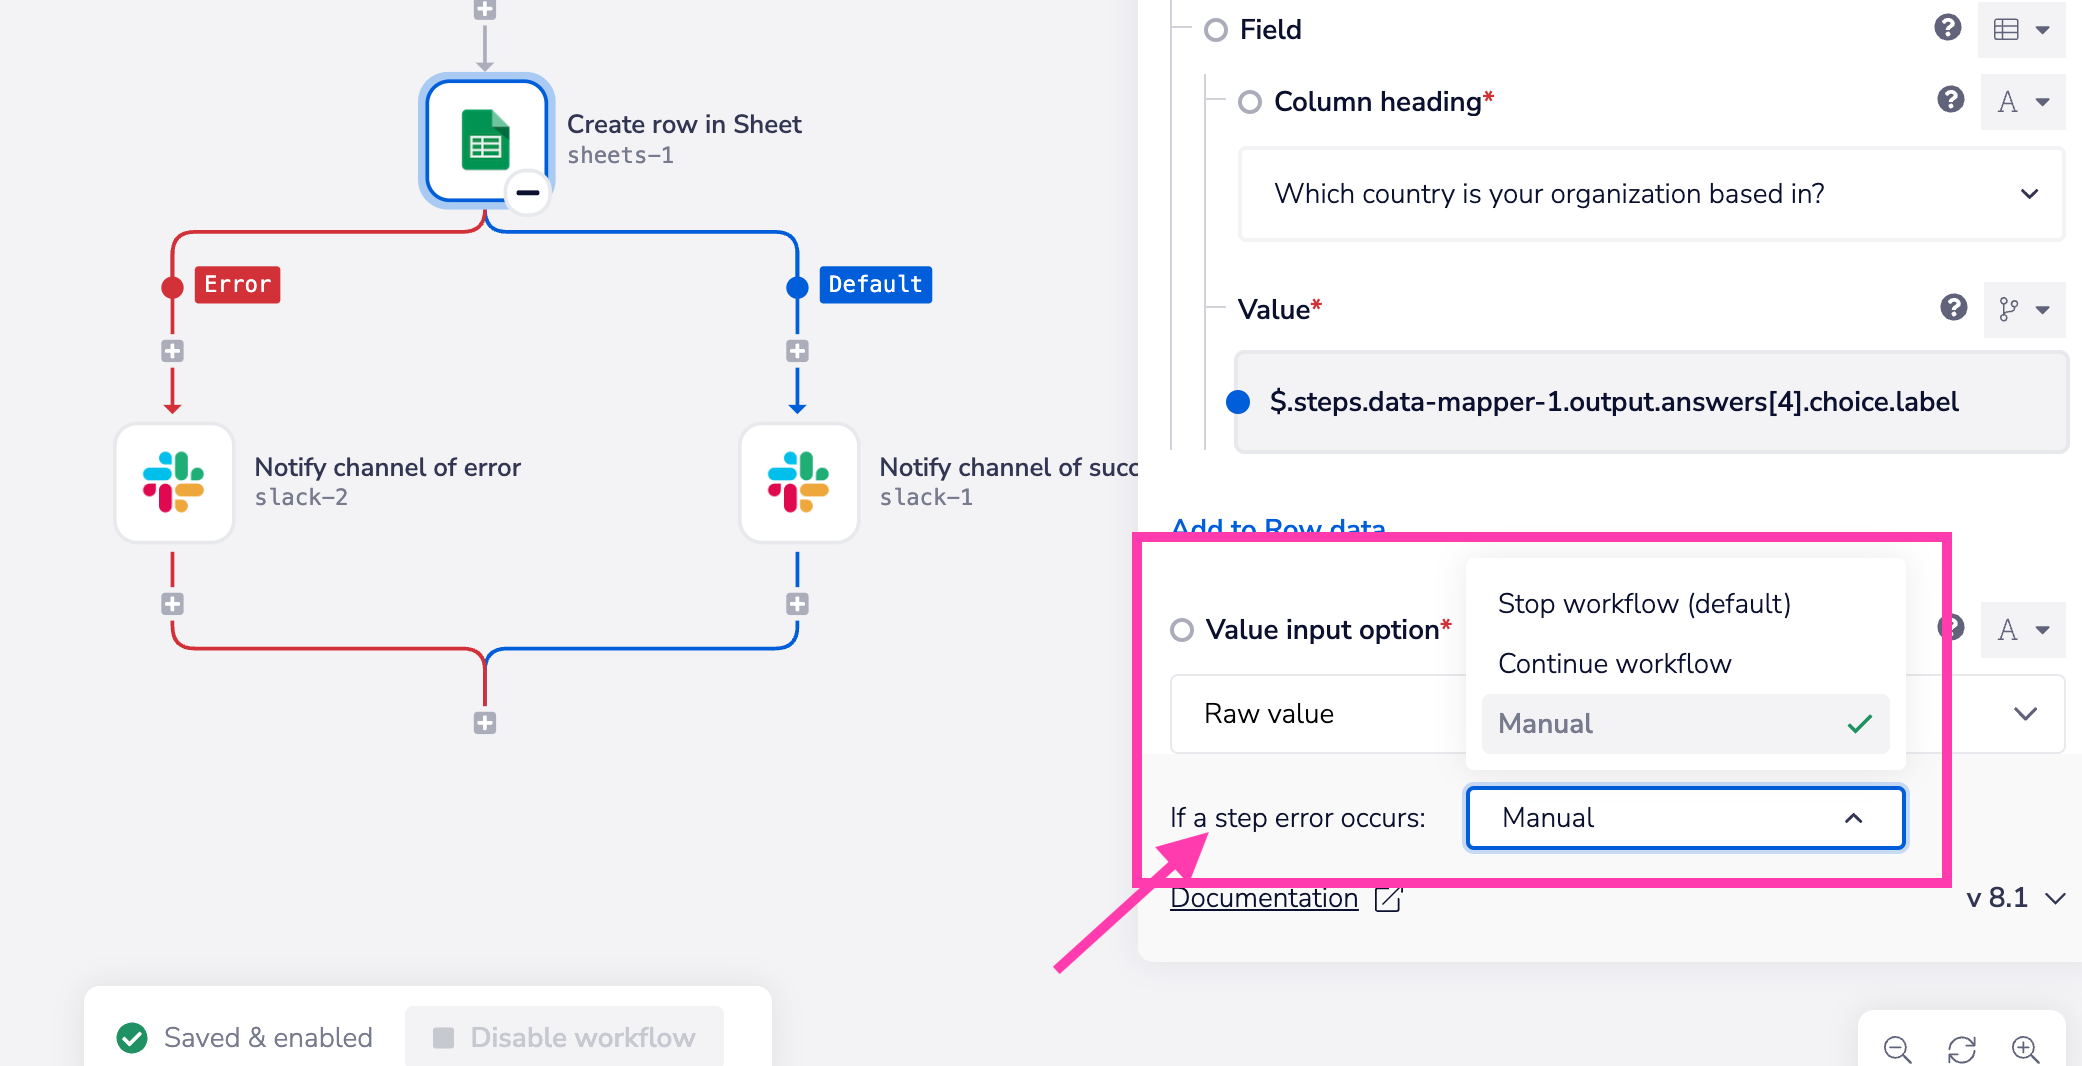 Create row in Sheet
sheets-1
Error
Default
Notify channel of error
slack-2
Notify channel of succ
slack-1
Saved & enabled
Disable workflow
Field
Column heading*
A
Which country is your organization based in?
Value*
$.steps.data-mapper-1.output.answers[4].choice.label
Add to Row data
Value input option*
A
Raw value
Stop workflow (default)
Continue workflow
Manual
If a step error occurs:
Manual
Documentation
v 8.1